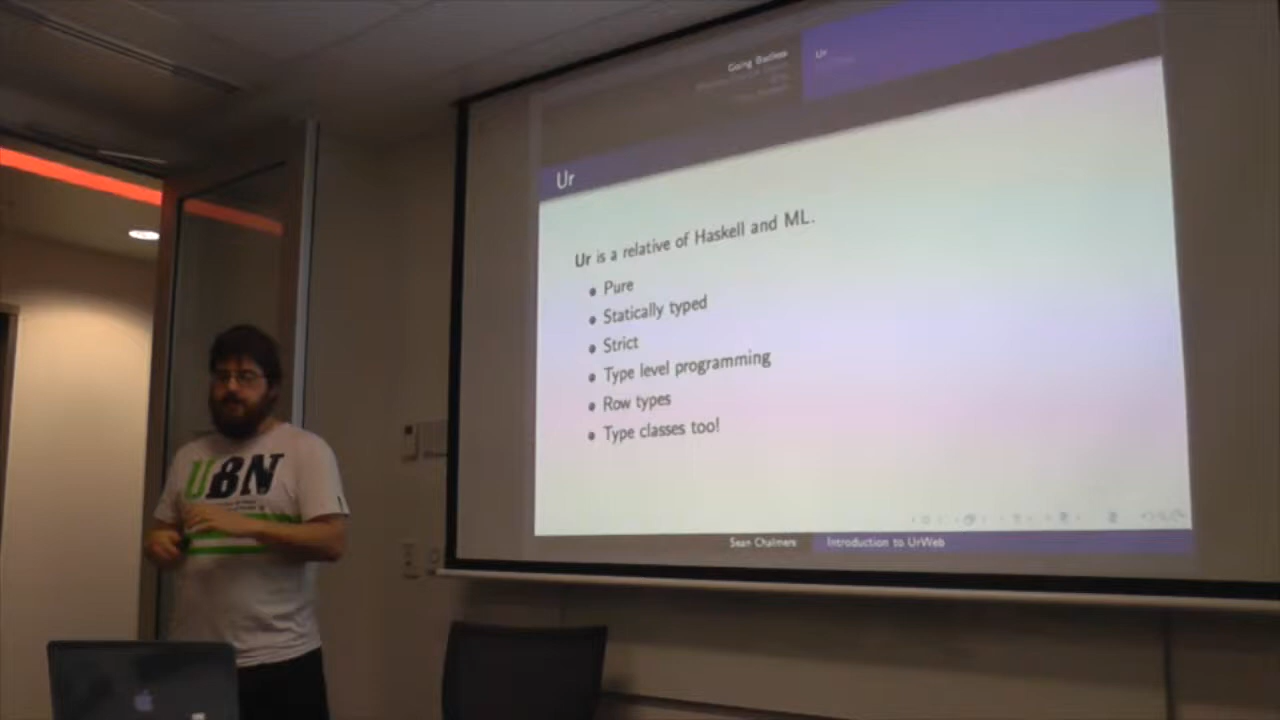 Going Bodless
Ur
Ur
Ur is a relative of Haskell and ML.
• Pure
• Statically typed
• Strict
• Type level programming
• Row types
• Type classes too!
Sean Chalmers
Introduction to UrWeb
UBN